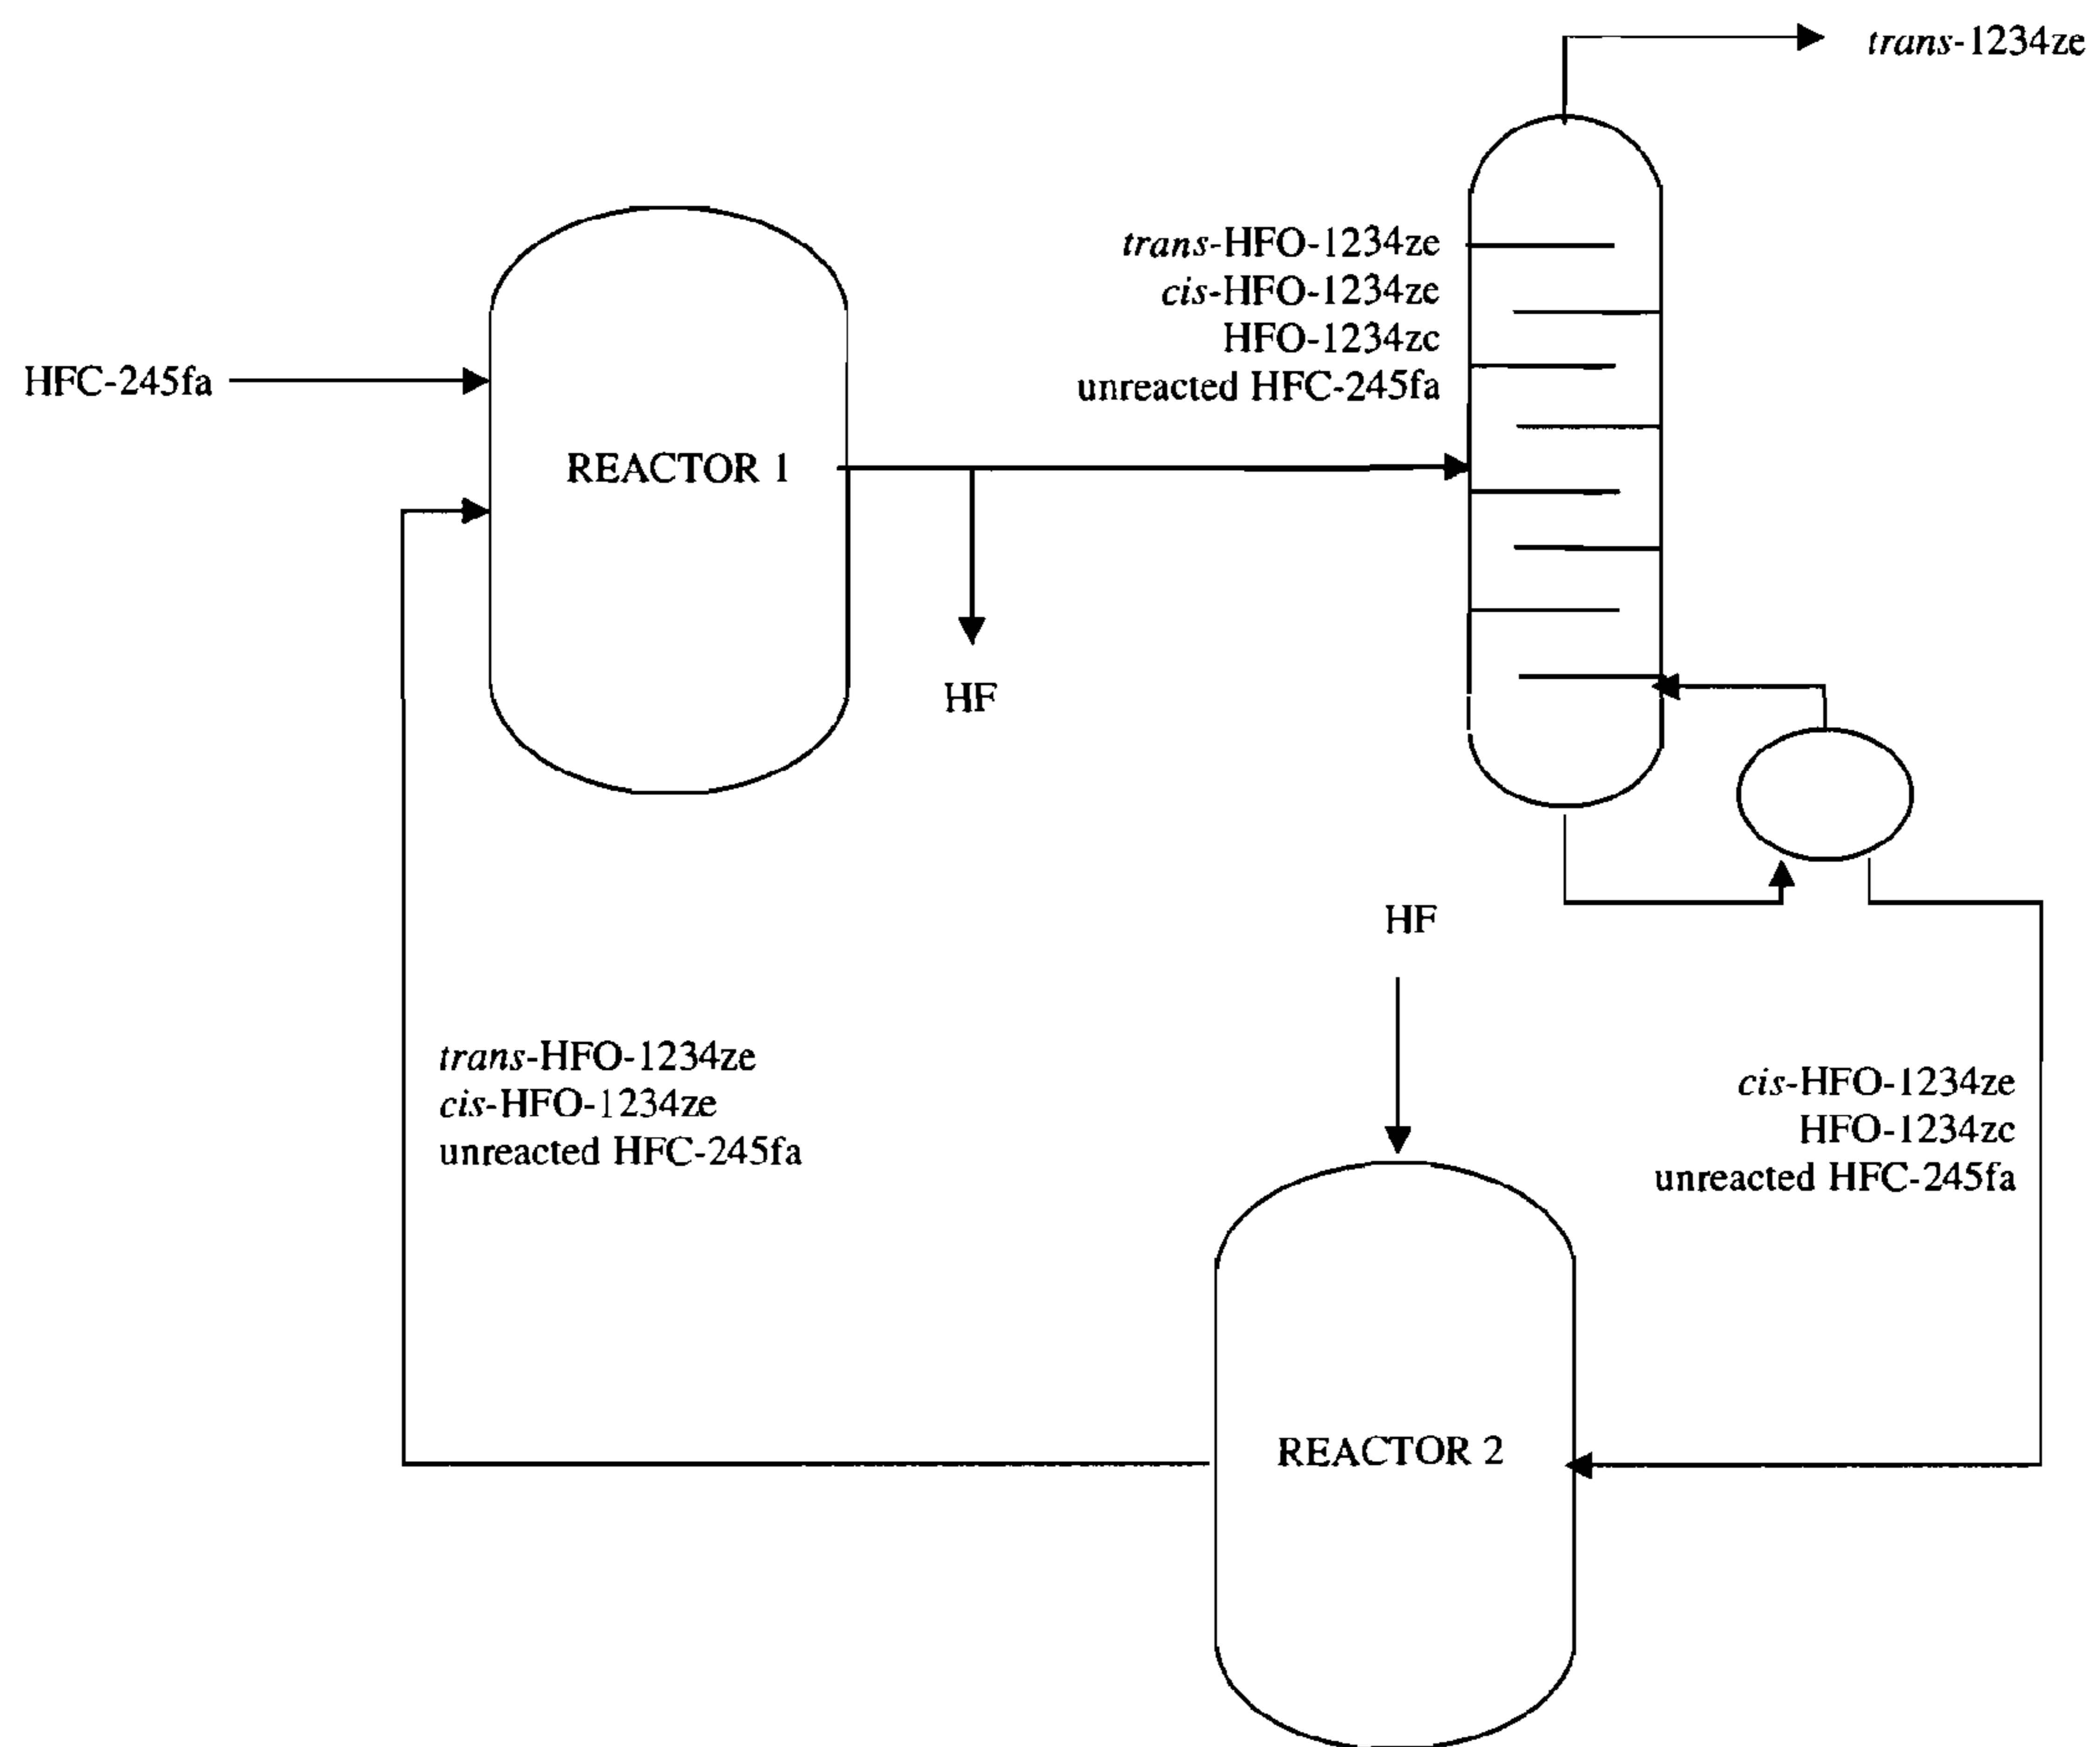 trans-1234ze
trans-HFO-1234ze
cis-HFO-1234ze
HFO-1234zc
unreacted HFC-245fa
HFC-245fa
REACTOR 1
HF
HF
trans-HFO-1234ze
cis-HFO-1234ze
unreacted HFC-245fa
cis-HFO-1234ze
HFO-1234zc
unreacted HFC-245fa
REACTOR 2